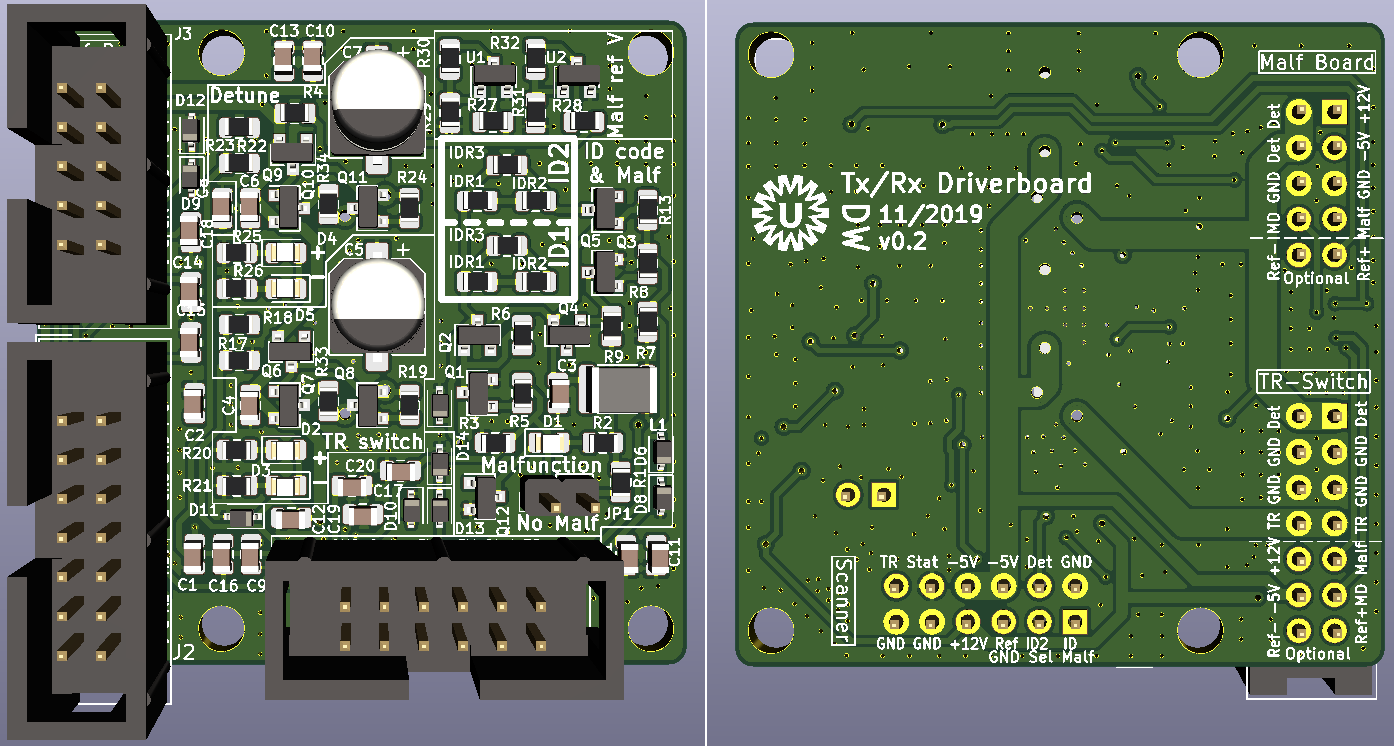 J3
C13 C10
C7
+
R30
R32
U1
U2
Malf ref V
D12
Detune
R4
R29
R27
R31
R28
R23 R22
Q9
R34
IDR3
ID2
ID code
& Malf
D9
C6
Q10
Q11
R24
IDR1
IDR2
R13
C18
R25
D4
+
C5
+
IDR3
ID1
Q5
Q3
C14
R26
−
IDR1
IDR2
R8
C15
R18
D5
Q2
R6
Q4
R17
R33
R7
Q6
Q7
Q8
R19
Q1
C3
R9
C4
C2
D2
R3
R5
D1
R2
L1
R20
TR switch
+
D14
D6
D3
C20
Malfunction
R1
R21
−
C17
D11
C12
C19
D10
D13
Q12
No Malf
JP1
D8
C1 C16 C9
C11
J2
Malf Board
Det
+12V
Det
-5V
GND
GND
IMD
Malf
Ref-
Ref+
Optional
U
Tx/Rx Driverboard
DW
11/2019
v0.2
TR-Switch
Det
Det
GND
GND
GND
GND
TR
TR
+12V
Malf
-5V
MD
Ref-
Ref+
Optional
Scanner
TR Stat -5V -5V Det GND
GND GND +12V Ref ID2 ID
GND Sel Malf